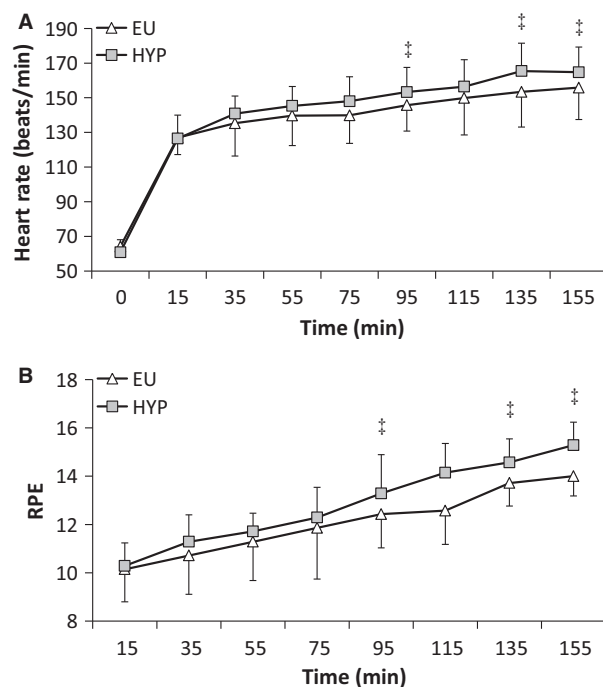 A
EU
HYP
190
170
150
130
110
90
70
50
Heart rate (beats/min)
‡ ‡ ‡
0 15 35 55 75 95 115 135 155
Time (min)
B
EU
HYP
18
16
14
12
10
8
RPE
‡ ‡ ‡
15 35 55 75 95 115 135 155
Time (min)